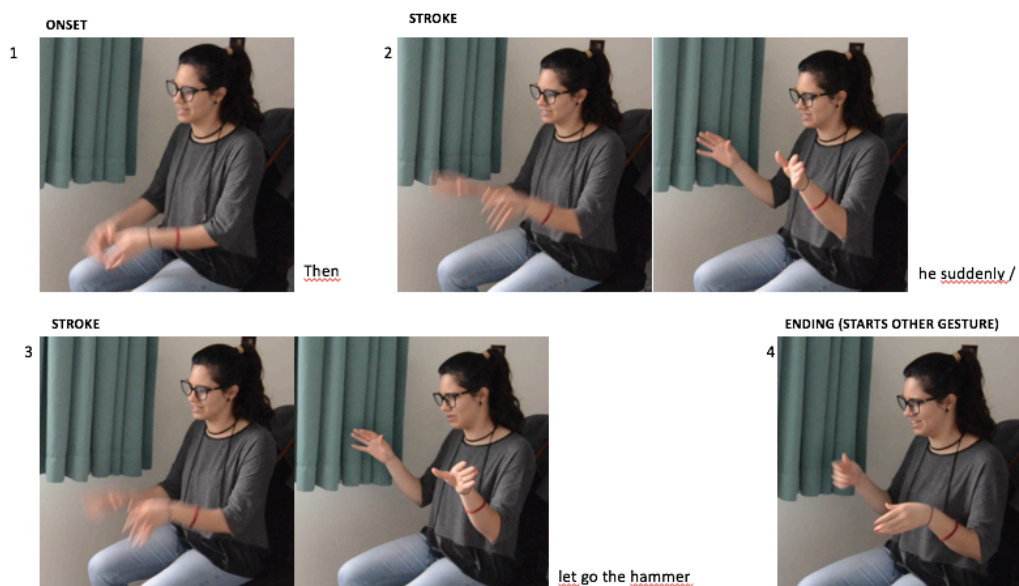 ONSET
STROKE
1
2
Then
he suddenly /
STROKE
ENDING (STARTS OTHER GESTURE)
3
4
let go the hammer